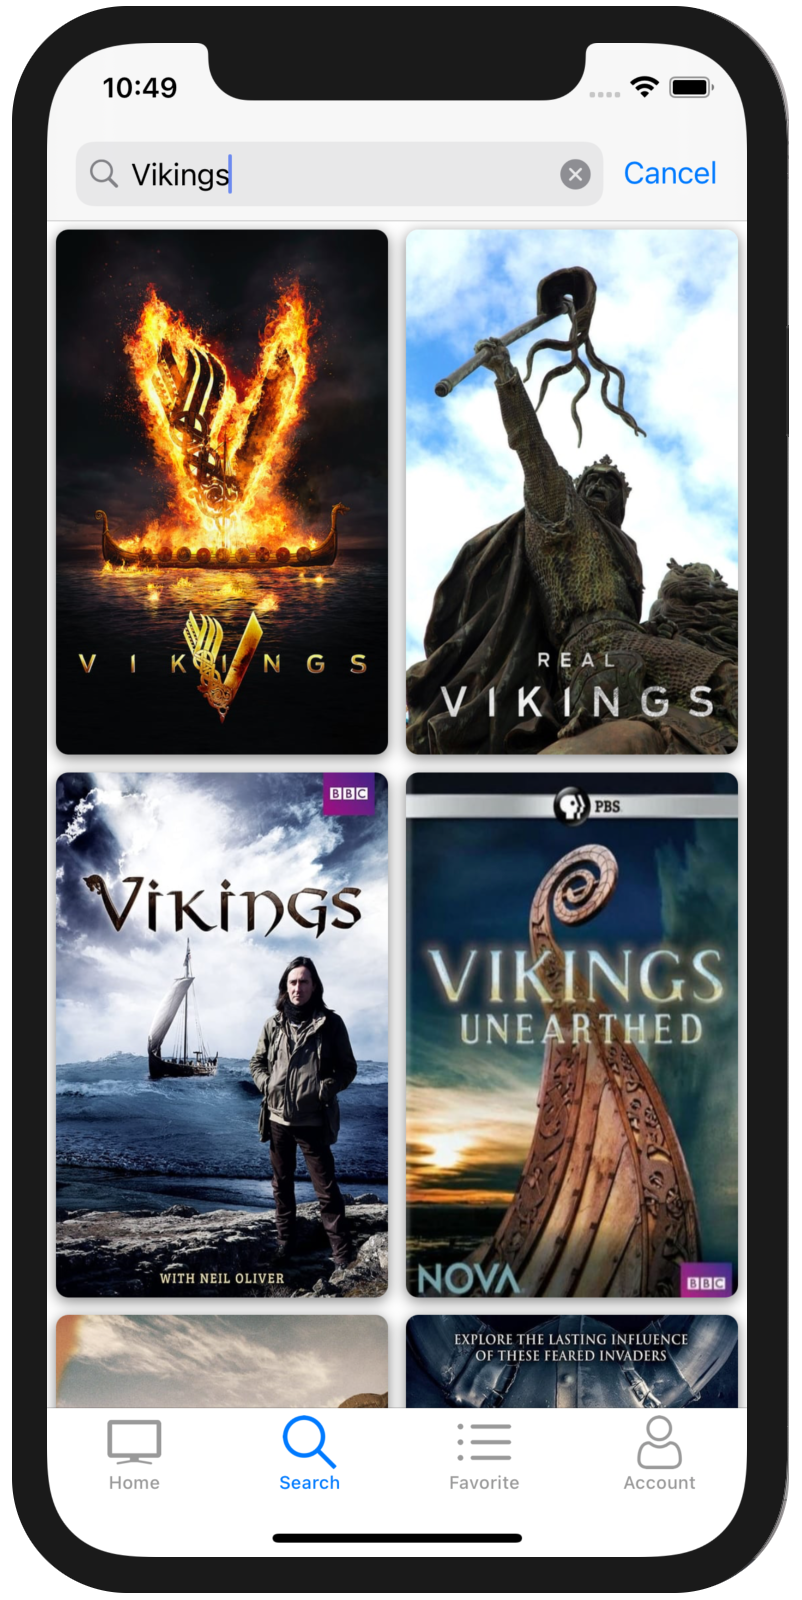 10:49
Vikings
Cancel
VIKINGS
REAL
VIKINGS
BBC
VIKINGS
WITH NEIL OLIVER
PBS
VIKINGS
UNEARTHED
NOVA
BBC
EXPLORE THE LASTING INFLUENCE
OF THESE FEARED INVADERS
Home
Search
Favorite
Account